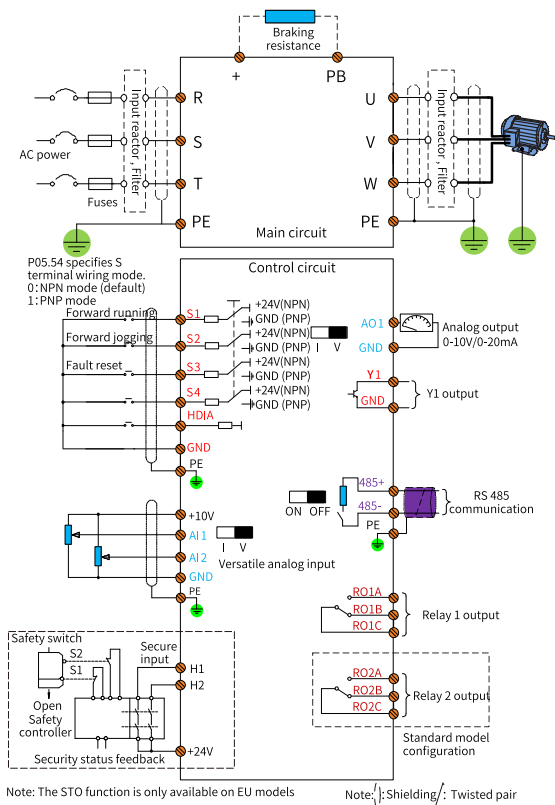 Braking
resistance
+
PB
R
S
T
PE
U
V
W
PE
AC power
Fuses
Input reactor , Filter
Input reactor , Filter
Main circuit
P05.54 specifies S
terminal wiring mode.
0:NPN mode (default)
1:PNP mode
Control circuit
Forward running
Forward jogging
Fault reset
S1
S2
S3
S4
HDIA
GND
PE
+24V(NPN)
GND (PNP)
+24V(NPN)
GND (PNP)
+24V(NPN)
GND (PNP)
+24V(NPN)
GND (PNP)
I V
AO1
GND
Analog output
0-10V/0-20mA
Y1
GND
Y1 output
ON OFF
485+
485-
PE
RS 485
communication
+10V
AI 1
AI 2
GND
PE
I V
Versatile analog input
RO1A
RO1B
RO1C
Relay 1 output
RO2A
RO2B
RO2C
Relay 2 output
Standard model
configuration
Safety switch
S2
S1
Open
Safety
controller
Secure
input
H1
H2
+24V
Security status feedback
Note: The STO function is only available on EU models
Note: : Shielding : Twisted pair